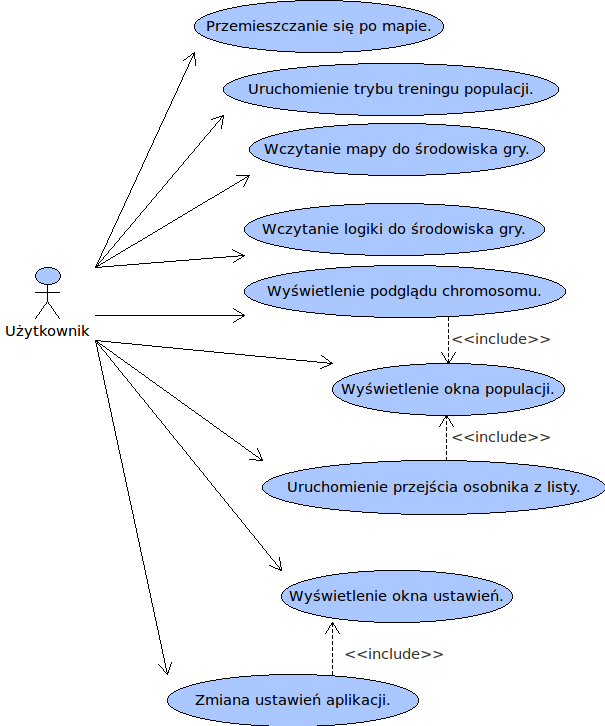 Przemieszczanie się po mapie.
Uruchomienie trybu treningu populacji.
Wczytanie mapy do środowiska gry.
Wczytanie logiki do środowiska gry.
Wyświetlenie podglądu chromosomu.
Użytkownik
<<include>>
Wyświetlenie okna populacji.
<<include>>
Uruchomienie przejścia osobnika z listy.
Wyświetlenie okna ustawień.
<<include>>
Zmiana ustawień aplikacji.